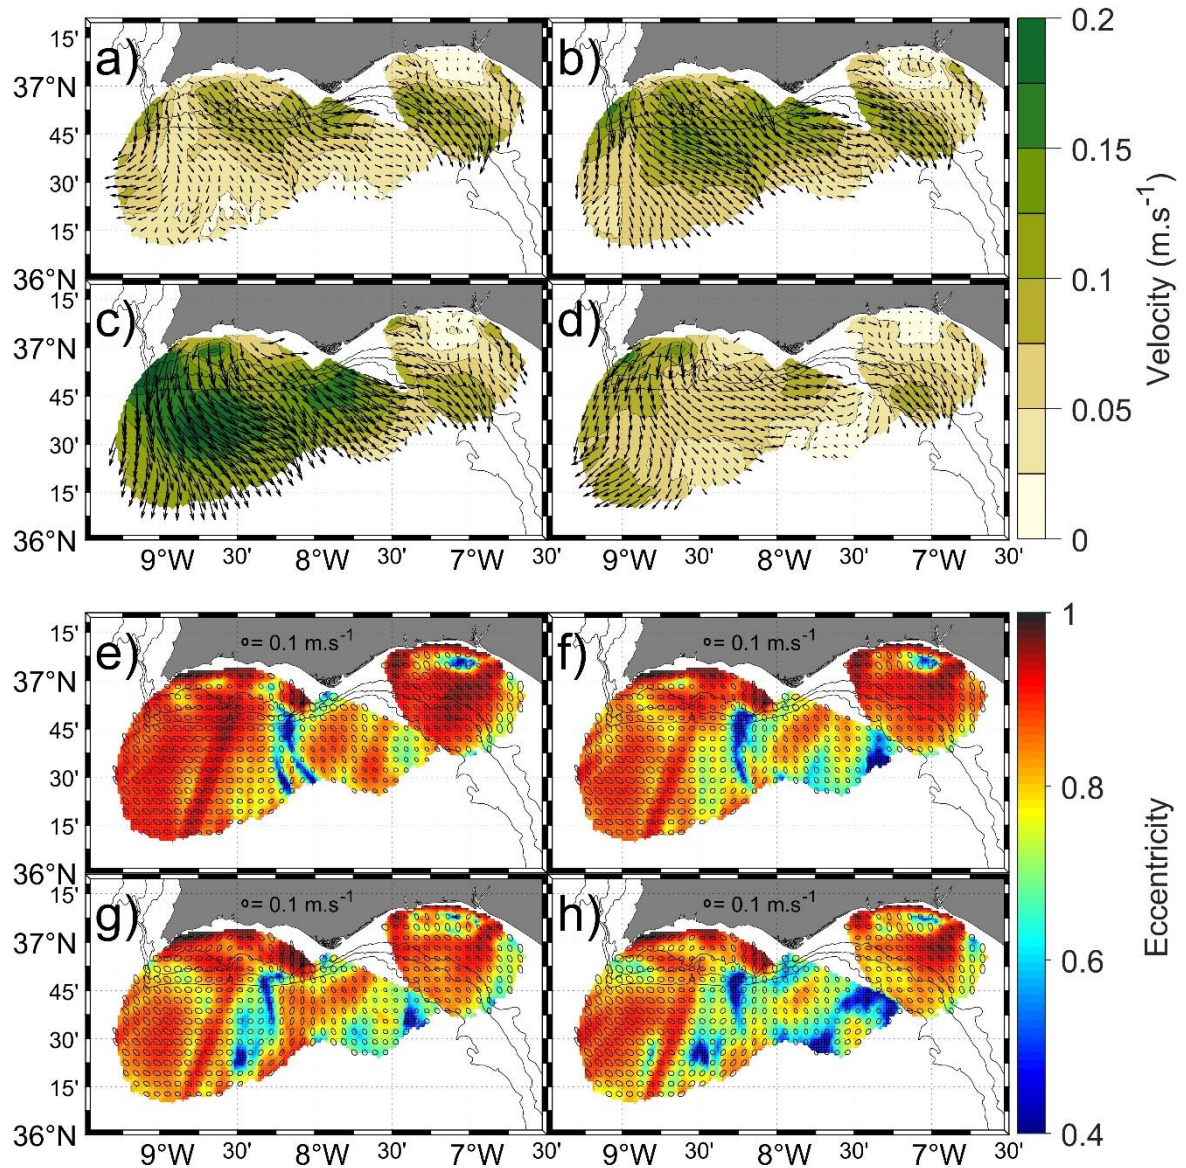 a) b)
15'
37°N
45'
30'
15'
36°N
c) d)
15'
37°N
45'
30'
15'
36°N
9°W 30' 8°W 30' 7°W 30' 9°W 30' 8°W 30' 7°W 30'
0.2
0.15
0.1
0.05
0
Velocity (m.s-1)
e) = 0.1 m.s-1 f) = 0.1 m.s-1
15'
37°N
45'
30'
15'
36°N
g) = 0.1 m.s-1 h) = 0.1 m.s-1
15'
37°N
45'
30'
15'
36°N
9°W 30' 8°W 30' 7°W 30' 9°W 30' 8°W 30' 7°W 30'
1
0.8
0.6
0.4
Eccentricity